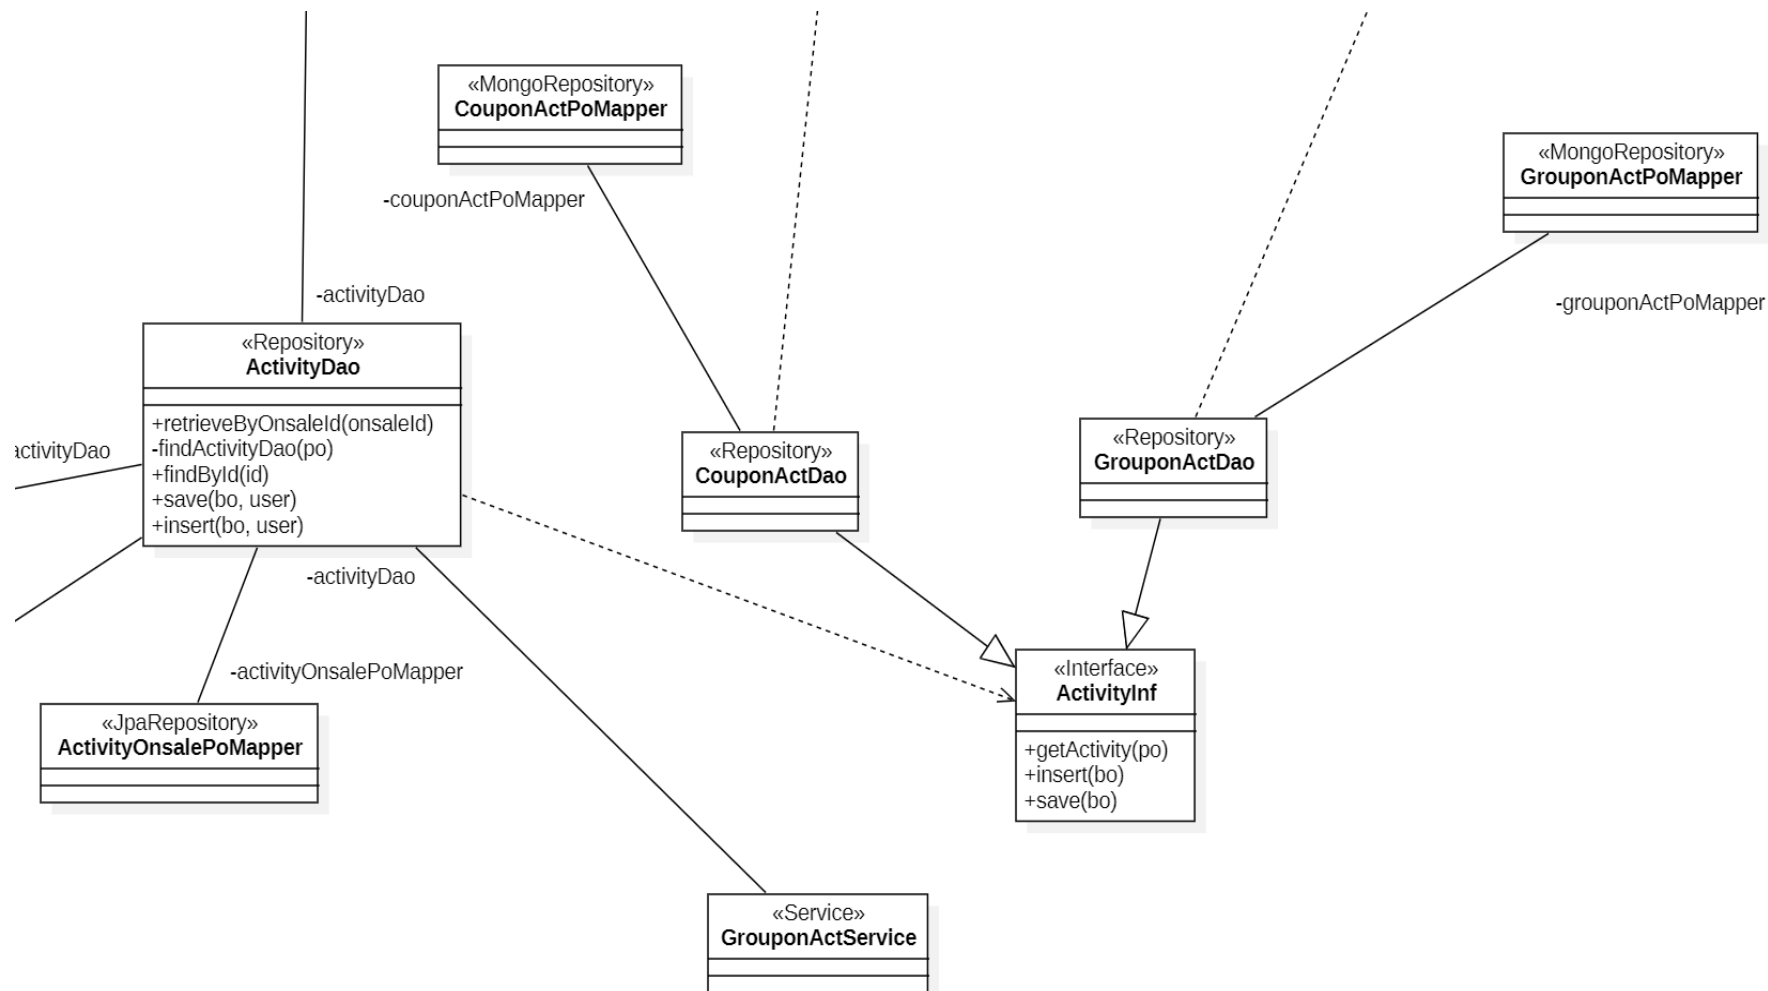 «MongoRepository»
CouponActPoMapper
-couponActPoMapper
«MongoRepository»
GrouponActPoMapper
-grouponActPoMapper
-activityDao
«Repository»
ActivityDao
+retrieveByOnsaleId(onsaleId)
-findActivityDao(po)
+findById(id)
+save(bo, user)
+insert(bo, user)
activityDao
«Repository»
CouponActDao
«Repository»
GrouponActDao
-activityDao
-activityOnsalePoMapper
«JpaRepository»
ActivityOnsalePoMapper
«Interface»
ActivityInf
+getActivity(po)
+insert(bo)
+save(bo)
«Service»
GrouponActService